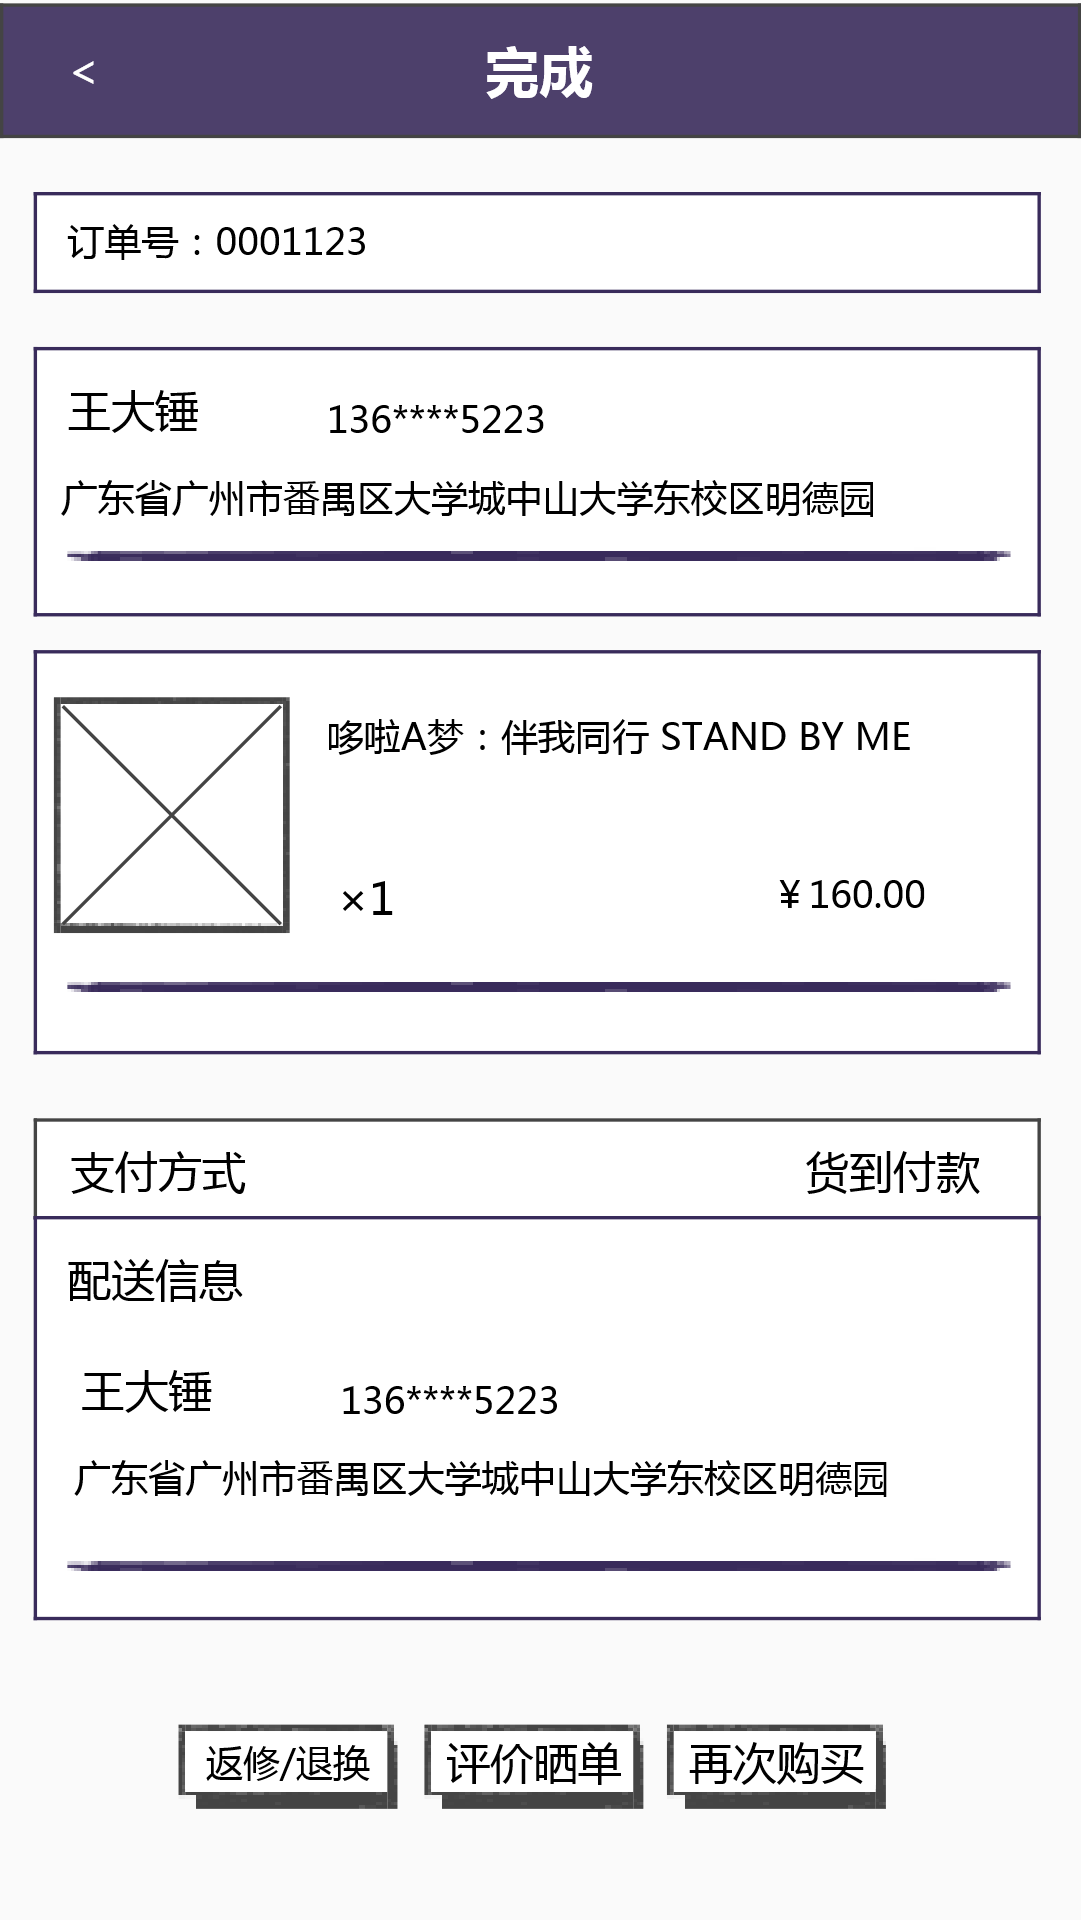 < 完成
订单号：0001123
王大锤 136****5223
广东省广州市番禺区大学城中山大学东校区明德园
哆啦A梦：伴我同行 STAND BY ME
×1 ¥160.00
支付方式 货到付款
配送信息
王大锤 136****5223
广东省广州市番禺区大学城中山大学东校区明德园
返修/退换 评价晒单 再次购买